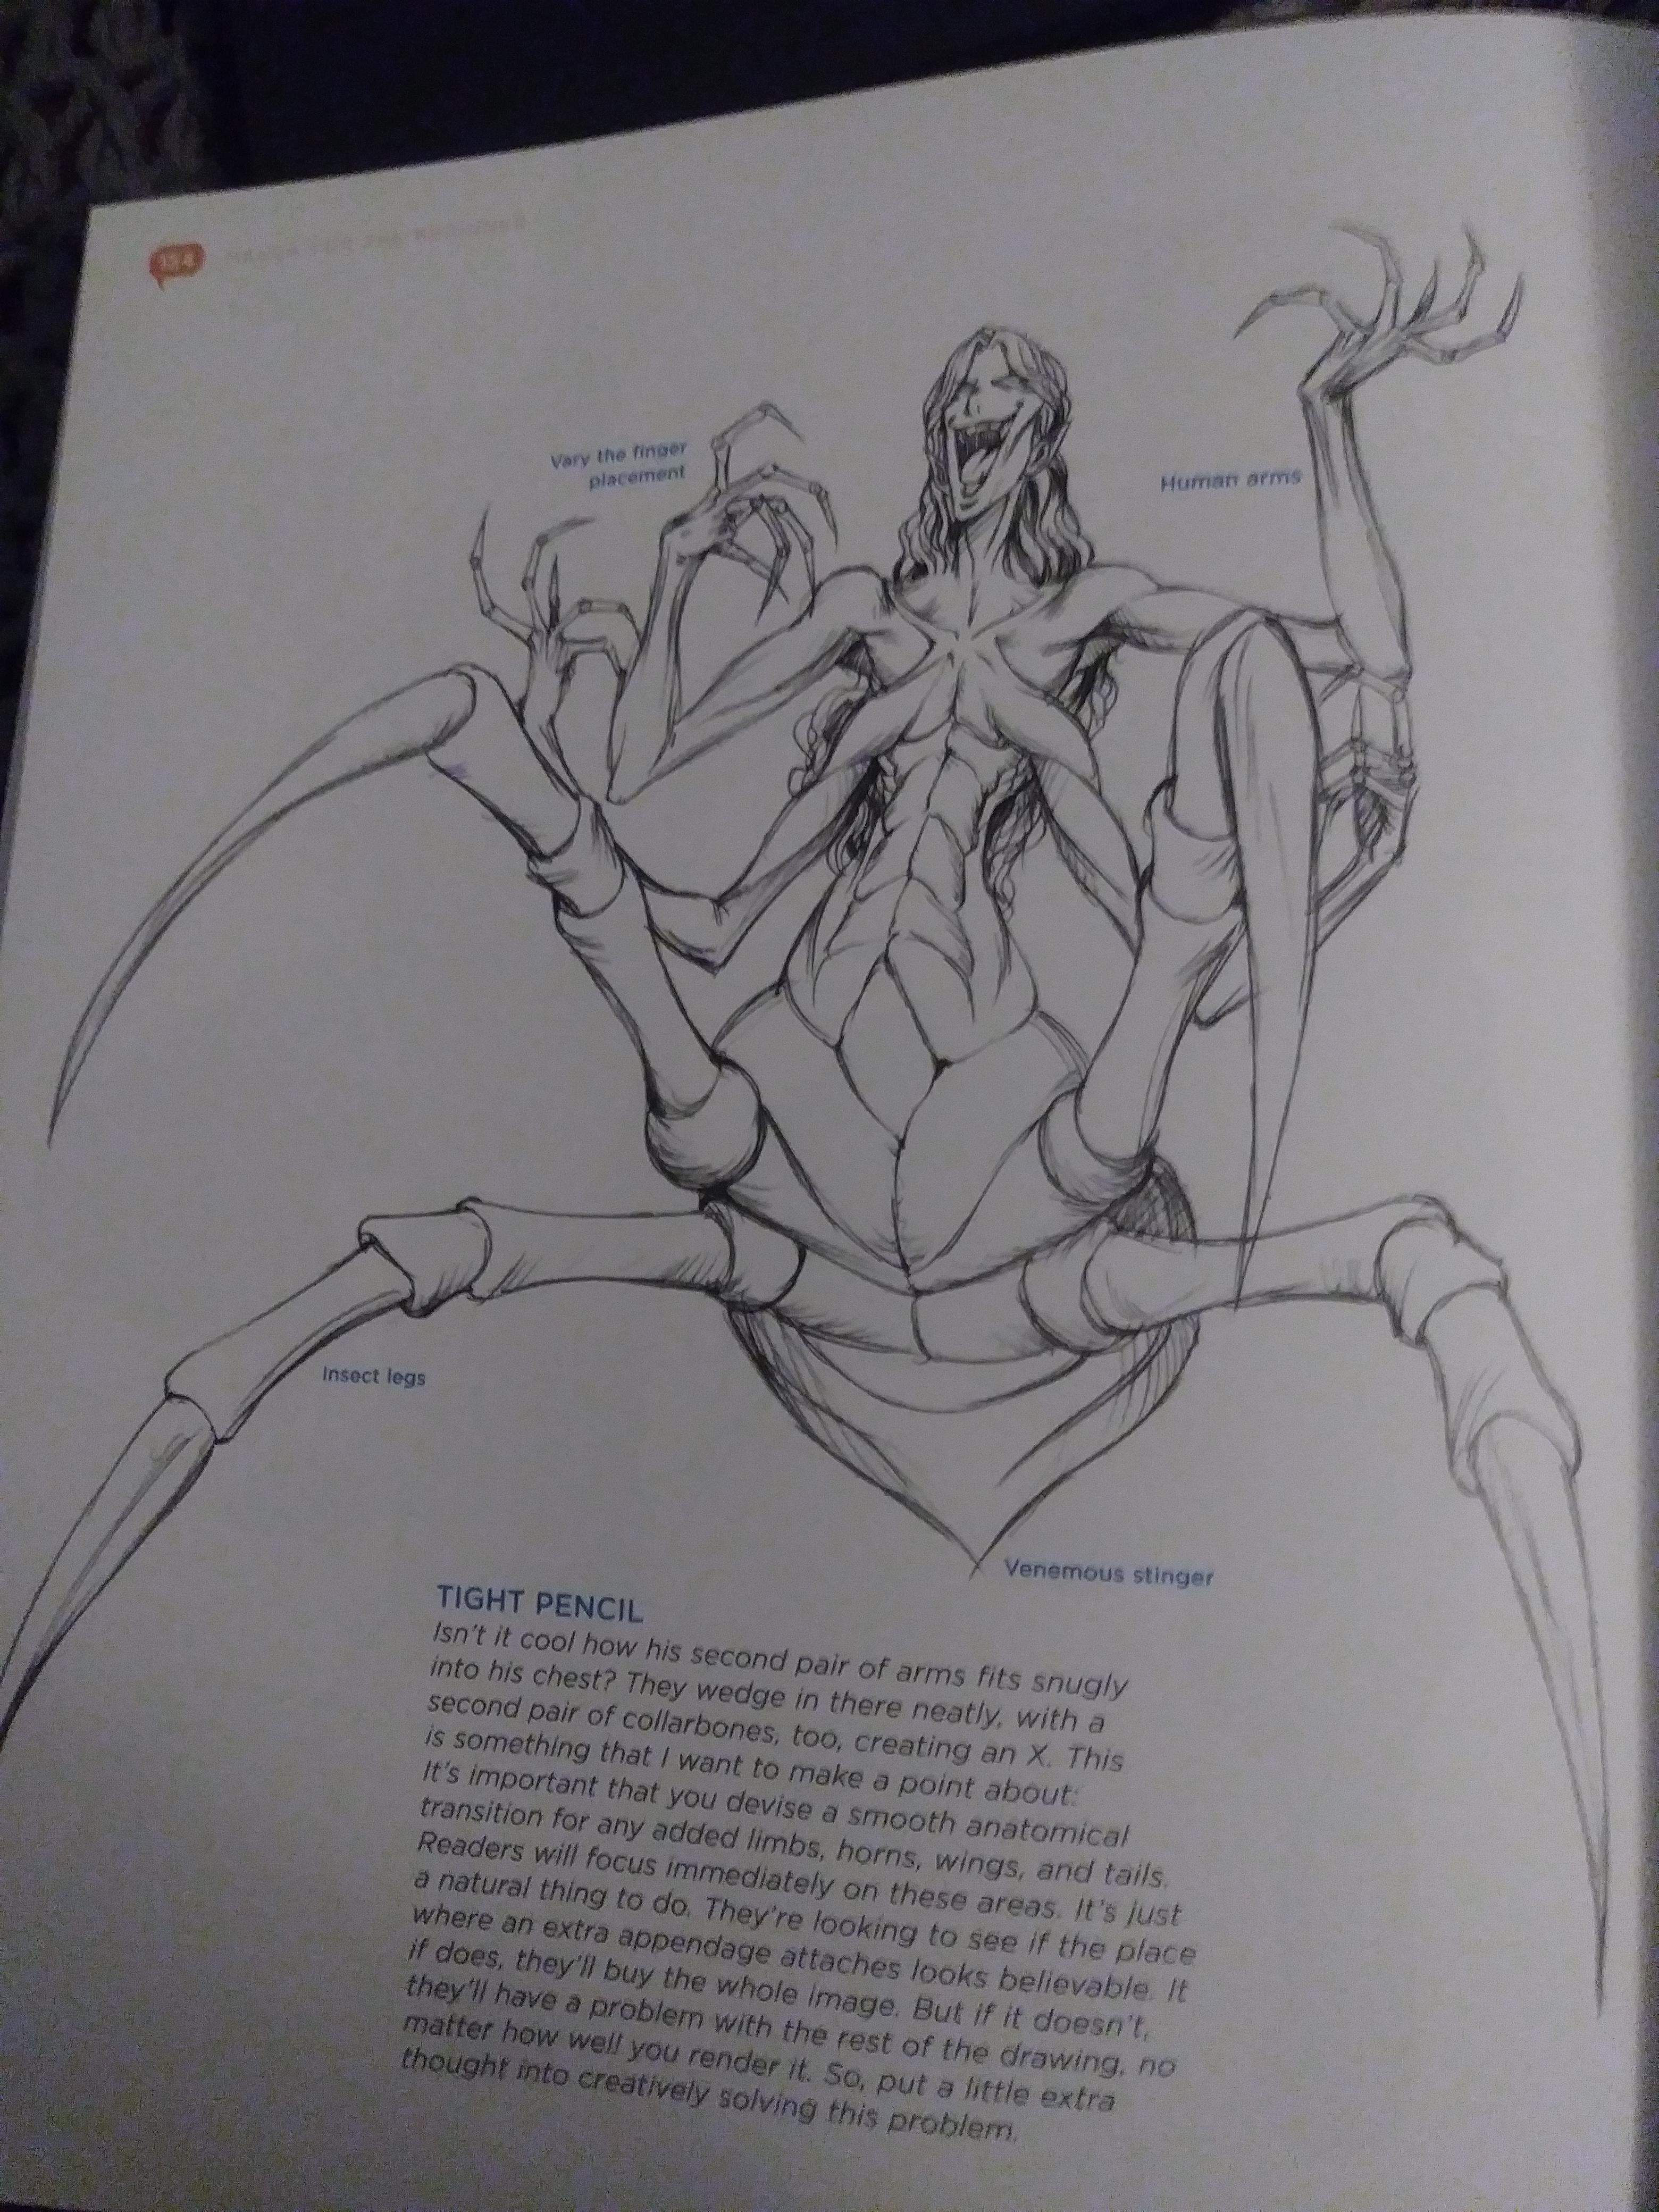 154
MANGA FOR THE BEGINNER
Vary the finger
placement
Human arms
Insect legs
Venemous stinger
TIGHT PENCIL
Isn't it cool how his second pair of arms fits snugly
into his chest? They wedge in there neatly, with a
second pair of collarbones, too, creating an X. This
is something that I want to make a point about:
It's important that you devise a smooth anatomical
transition for any added limbs, horns, wings, and tails.
Readers will focus immediately on these areas. It's just
a natural thing to do. They're looking to see if the place
where an extra appendage attaches looks believable. It
if does, they'll buy the whole image. But if it doesn't,
they'll have a problem with the rest of the drawing, no
matter how well you render it. So, put a little extra
thought into creatively solving this problem.